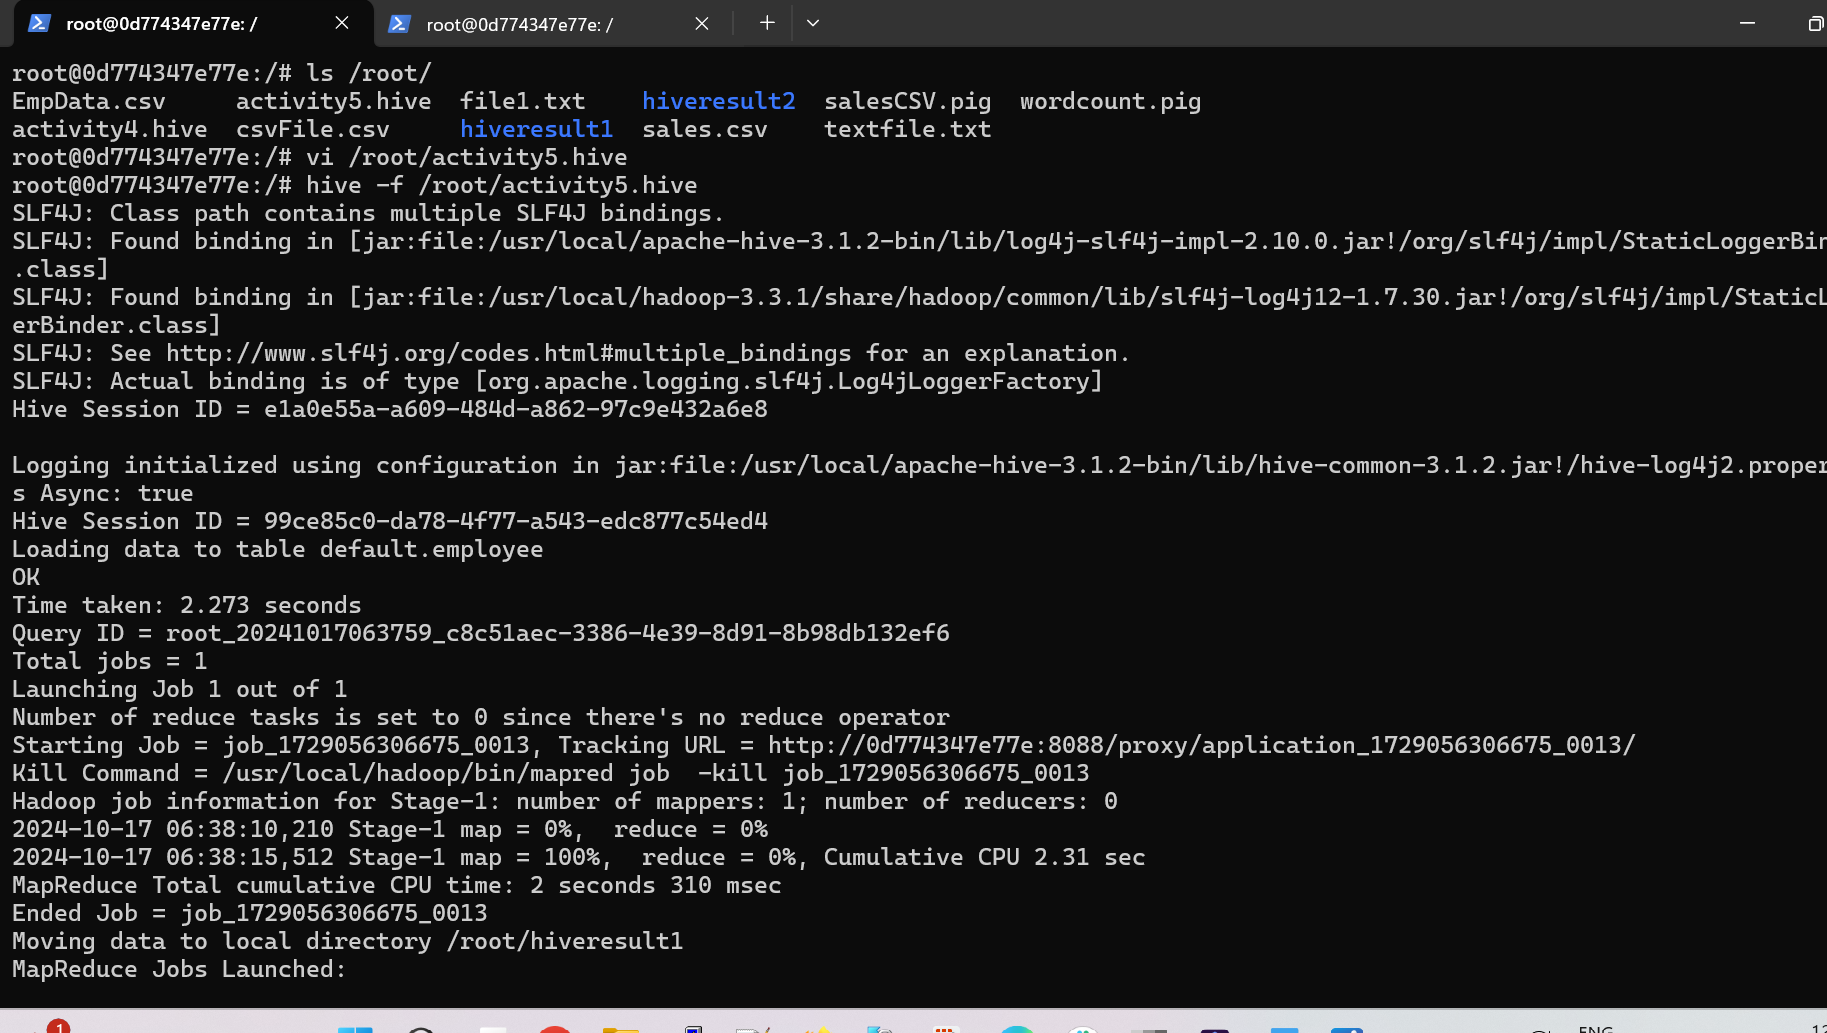 root@0d774347e77e: / root@0d774347e77e: /
root@0d774347e77e:/# ls /root/
EmpData.csv activity5.hive file1.txt hiveresult2 salesCSV.pig wordcount.pig
activity4.hive csvFile.csv hiveresult1 sales.csv textfile.txt
root@0d774347e77e:/# vi /root/activity5.hive
root@0d774347e77e:/# hive -f /root/activity5.hive
SLF4J: Class path contains multiple SLF4J bindings.
SLF4J: Found binding in [jar:file:/usr/local/apache-hive-3.1.2-bin/lib/log4j-slf4j-impl-2.10.0.jar!/org/slf4j/impl/StaticLoggerBin
.class]
SLF4J: Found binding in [jar:file:/usr/local/hadoop-3.3.1/share/hadoop/common/lib/slf4j-log4j12-1.7.30.jar!/org/slf4j/impl/StaticL
erBinder.class]
SLF4J: See http://www.slf4j.org/codes.html#multiple_bindings for an explanation.
SLF4J: Actual binding is of type [org.apache.logging.slf4j.Log4jLoggerFactory]
Hive Session ID = e1a0e55a-a609-484d-a862-97c9e432a6e8
Logging initialized using configuration in jar:file:/usr/local/apache-hive-3.1.2-bin/lib/hive-common-3.1.2.jar!/hive-log4j2.proper
s Async: true
Hive Session ID = 99ce85c0-da78-4f77-a543-edc877c54ed4
Loading data to table default.employee
OK
Time taken: 2.273 seconds
Query ID = root_20241017063759_c8c51aec-3386-4e39-8d91-8b98db132ef6
Total jobs = 1
Launching Job 1 out of 1
Number of reduce tasks is set to 0 since there's no reduce operator
Starting Job = job_1729056306675_0013, Tracking URL = http://0d774347e77e:8088/proxy/application_1729056306675_0013/
Kill Command = /usr/local/hadoop/bin/mapred job -kill job_1729056306675_0013
Hadoop job information for Stage-1: number of mappers: 1; number of reducers: 0
2024-10-17 06:38:10,210 Stage-1 map = 0%, reduce = 0%
2024-10-17 06:38:15,512 Stage-1 map = 100%, reduce = 0%, Cumulative CPU 2.31 sec
MapReduce Total cumulative CPU time: 2 seconds 310 msec
Ended Job = job_1729056306675_0013
Moving data to local directory /root/hiveresult1
MapReduce Jobs Launched:
1 ENG